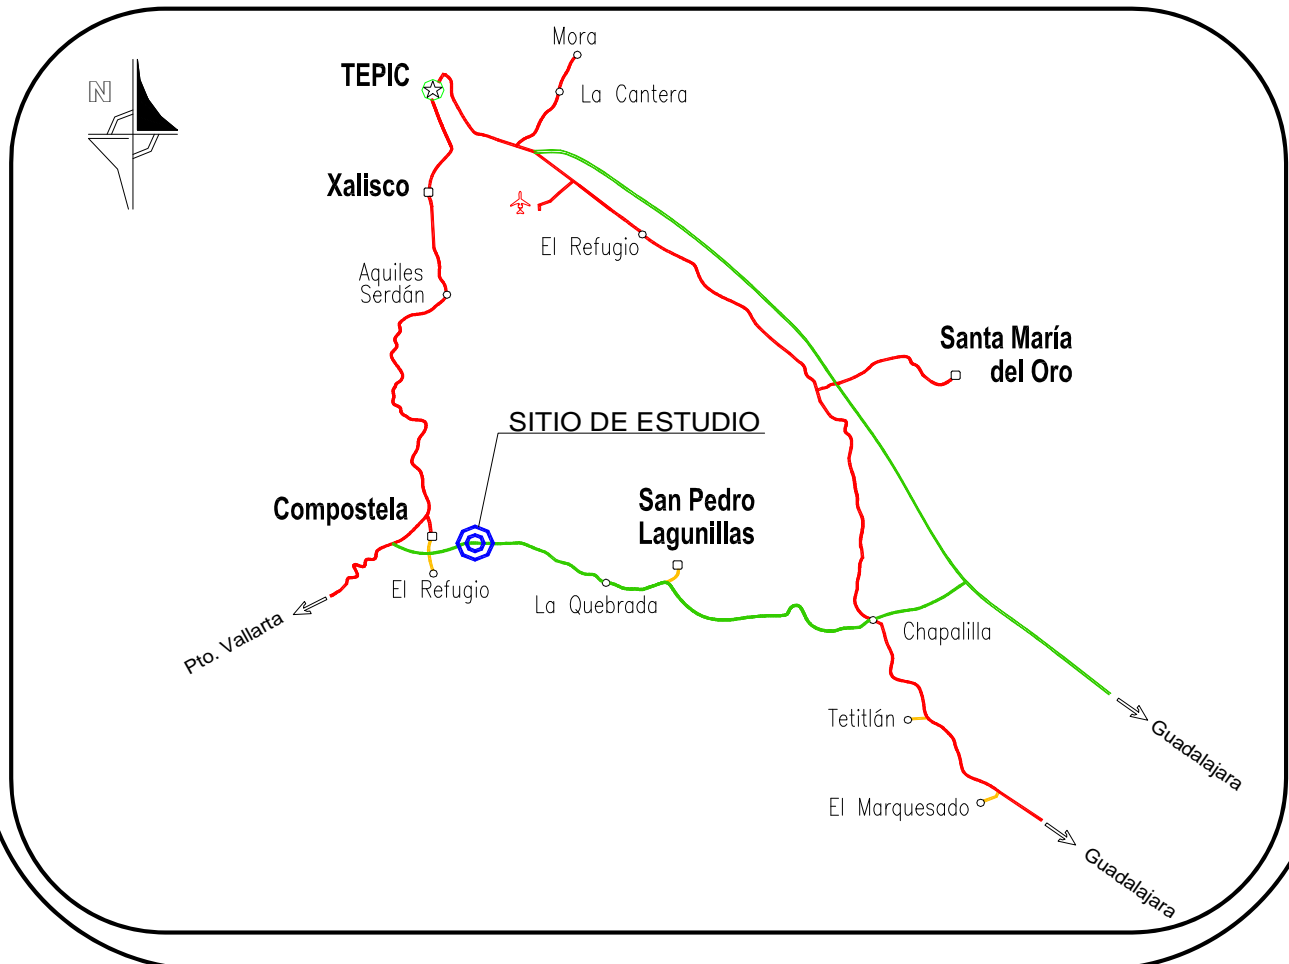 Mora
N
TEPIC
La Cantera
Xalisco
El Refugio
Aquiles
Serdán
Santa María
del Oro
SITIO DE ESTUDIO
Compostela
San Pedro
Lagunillas
El Refugio
La Quebrada
Pto. Vallarta
Chapalilla
Tetitlán
Guadalajara
El Marquesado
Guadalajara